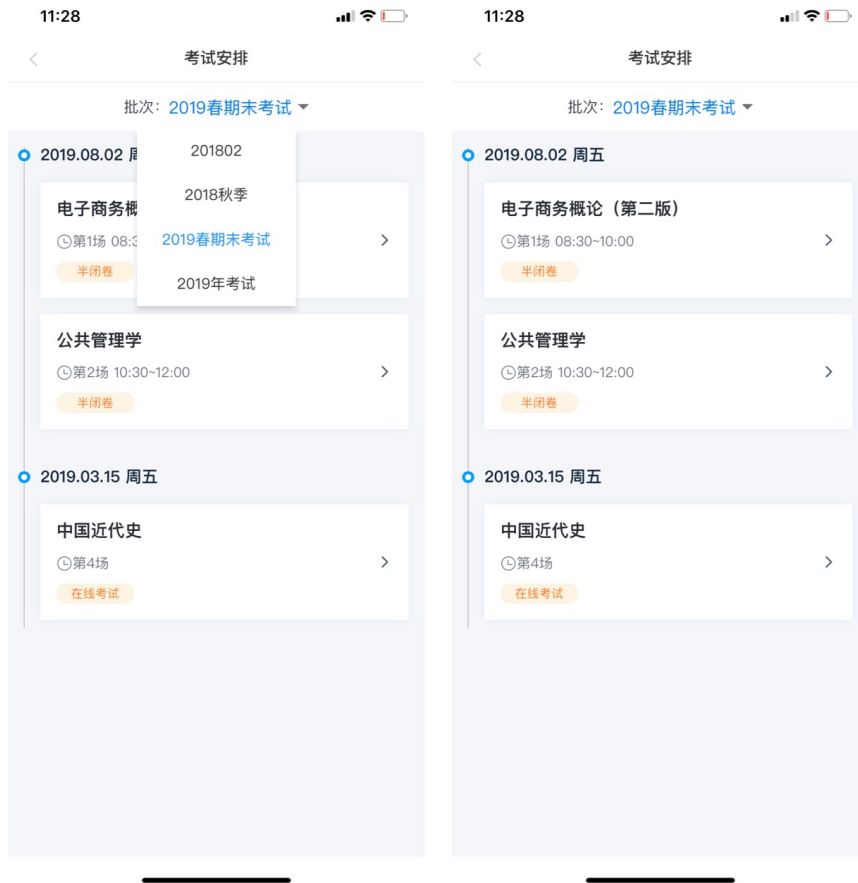 11:28
考试安排
批次：2019春期末考试
201802
2018秋季
2019春期末考试
2019年考试
2019.08.02
电子商务概
第1场 08:3
半闭卷
公共管理学
第2场 10:30~12:00
半闭卷
2019.03.15 周五
中国近代史
第4场
在线考试
11:28
考试安排
批次：2019春期末考试
2019.08.02 周五
电子商务概论（第二版）
第1场 08:30~10:00
半闭卷
公共管理学
第2场 10:30~12:00
半闭卷
2019.03.15 周五
中国近代史
第4场
在线考试